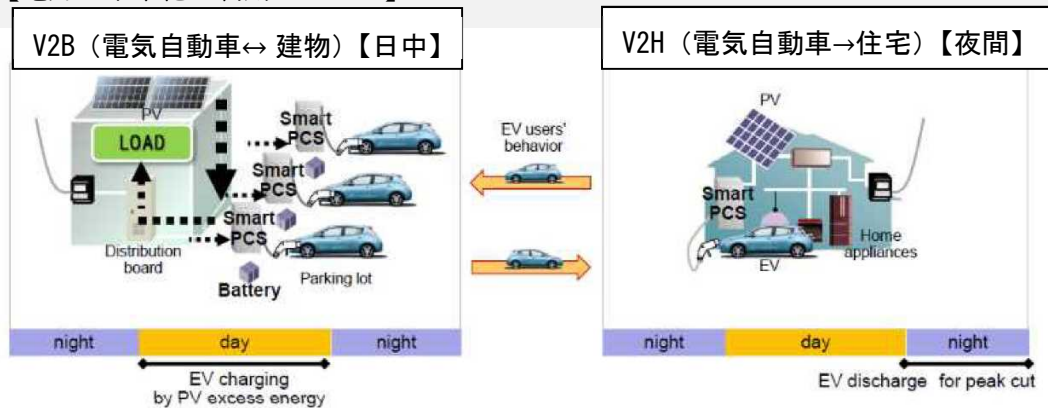 V2B（電気自動車↔ 建物）【日中】
V2H（電気自動車→住宅）【夜間】
PV
LOAD
Smart
PCS
Smart
PCS
Smart
PCS
Distribution
board
Battery
Parking lot
EV users'
behavior
PV
Smart
PCS
Home
appliances
EV
night
day
night
EV charging
by PV excess energy
night
day
night
EV discharge for peak cut